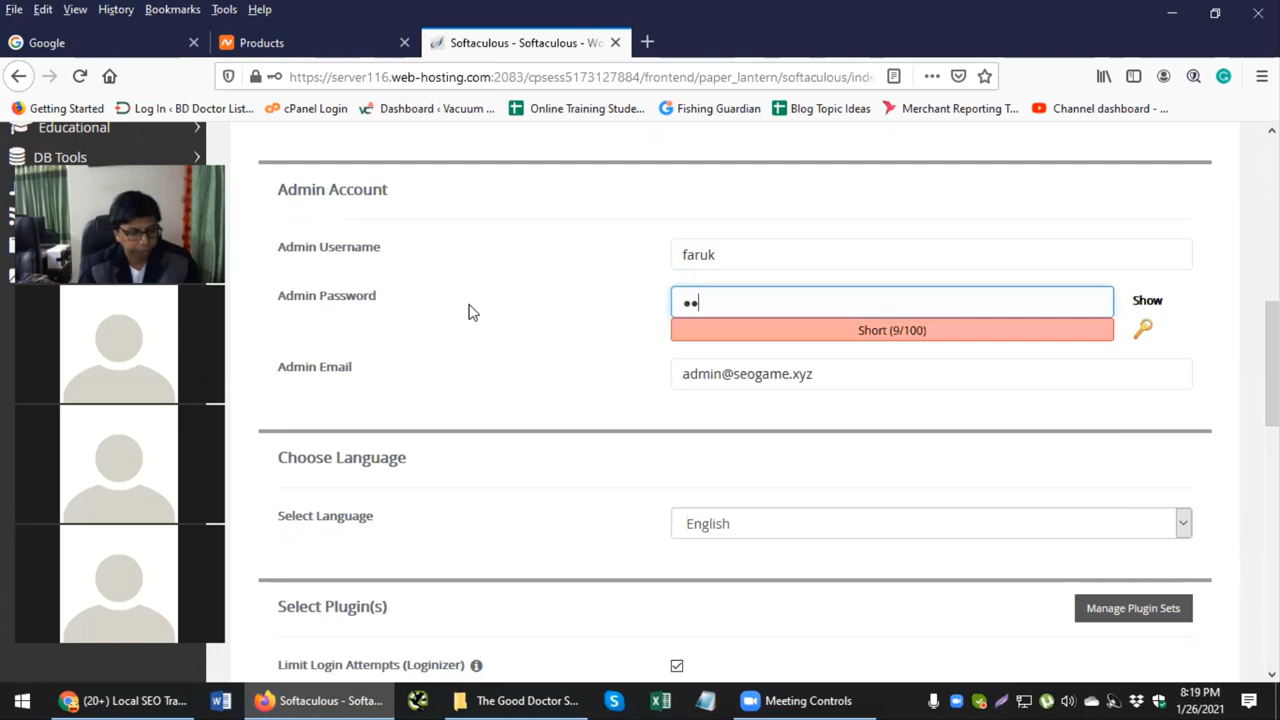 File Edit View History Bookmarks Tools Help
Google Products Softaculous - Softaculous - Wo
https://server116.web-hosting.com:2083/cpsess5173127884/frontend/paper_lantern/softaculous/inde
Getting Started Log In ‹ BD Doctor List... cPanel Login Dashboard ‹ Vacuum ... Online Training Stude... Fishing Guardian Blog Topic Ideas Merchant Reporting T... Channel dashboard - ...
Educational
DB Tools
Admin Account
Admin Username faruk
Admin Password Show
Short (9/100)
Admin Email admin@seogame.xyz
Choose Language
Select Language English
Select Plugin(s) Manage Plugin Sets
Limit Login Attempts (Loginizer)
(20+) Local SEO Tra... Softaculous - Softa... The Good Doctor S... Meeting Controls
8:19 PM
1/26/2021